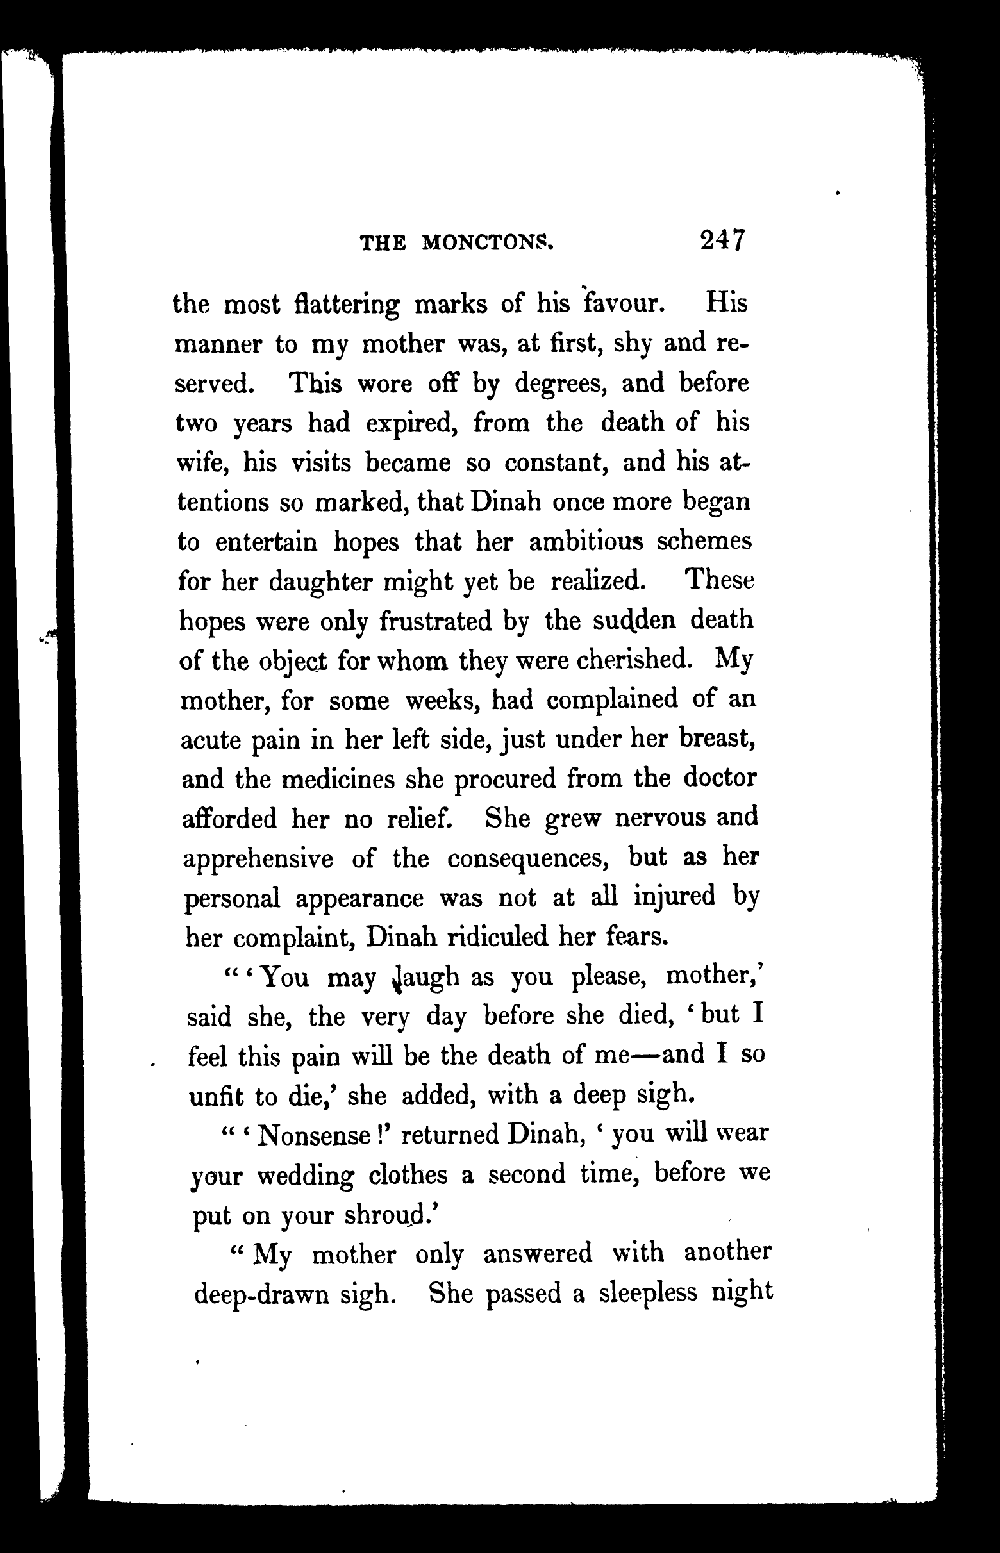 THE MONCTONS. 247
the most flattering marks of his favour. His
manner to my mother was, at first, shy and re-
served. This wore off by degrees, and before
two years had expired, from the death of his
wife, his visits became so constant, and his at-
tentions so marked, that Dinah once more began
to entertain hopes that her ambitious schemes
for her daughter might yet be realized. These
hopes were only frustrated by the sudden death
of the object for whom they were cherished. My
mother, for some weeks, had complained of an
acute pain in her left side, just under her breast,
and the medicines she procured from the doctor
afforded her no relief. She grew nervous and
apprehensive of the consequences, but as her
personal appearance was not at all injured by
her complaint, Dinah ridiculed her fears.
“‘You may laugh as you please, mother,’
said she, the very day before she died, ‘but I
feel this pain will be the death of me—and I so
unfit to die,’ she added, with a deep sigh.
“‘Nonsense!’ returned Dinah, ‘you will wear
your wedding clothes a second time, before we
put on your shroud.’
“My mother only answered with another
deep-drawn sigh. She passed a sleepless night